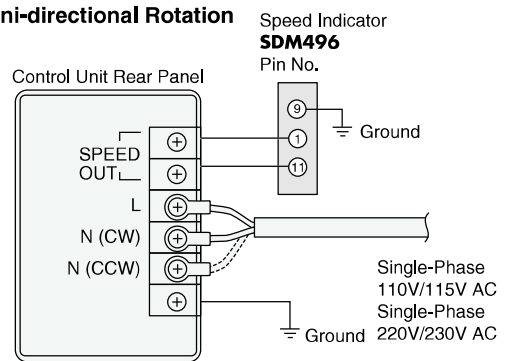 ni-directional Rotation
Speed Indicator
SDM496
Pin No.
Control Unit Rear Panel
9
Ground
1
SPEED
OUT
11
L
N (CW)
N (CCW)
Single-Phase
110V/115V AC
Single-Phase
220V/230V AC
Ground